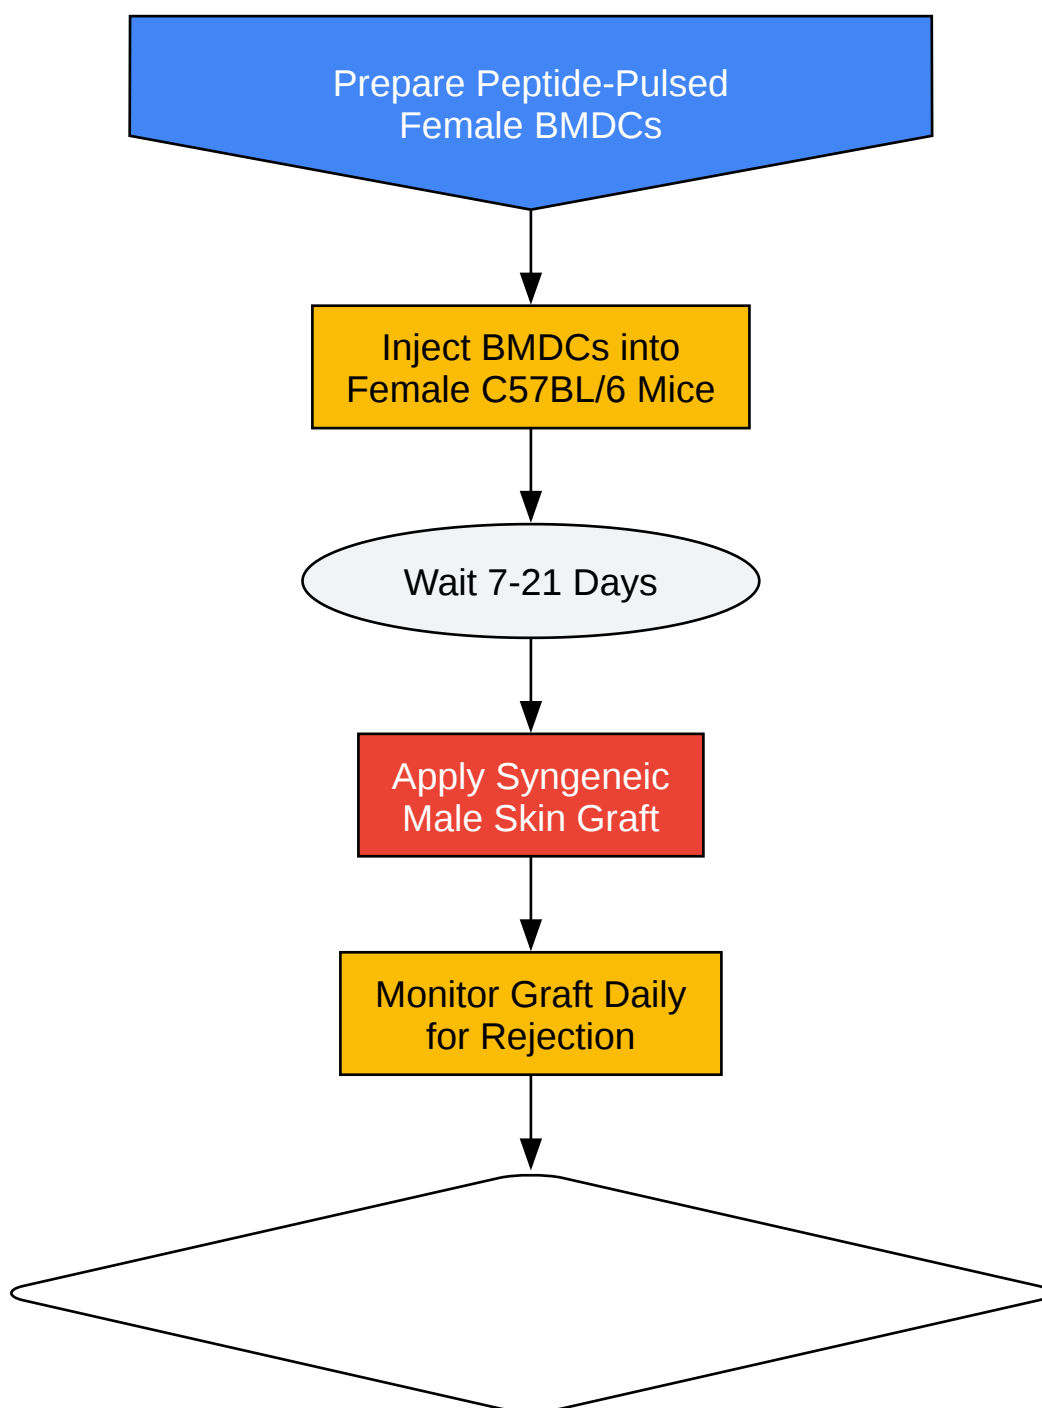 Prepare Peptide-Pulsed
Female BMDCs
Inject BMDCs into
Female C57BL/6 Mice
Wait 7-21 Days
Apply Syngeneic
Male Skin Graft
Monitor Graft Daily
for Rejection